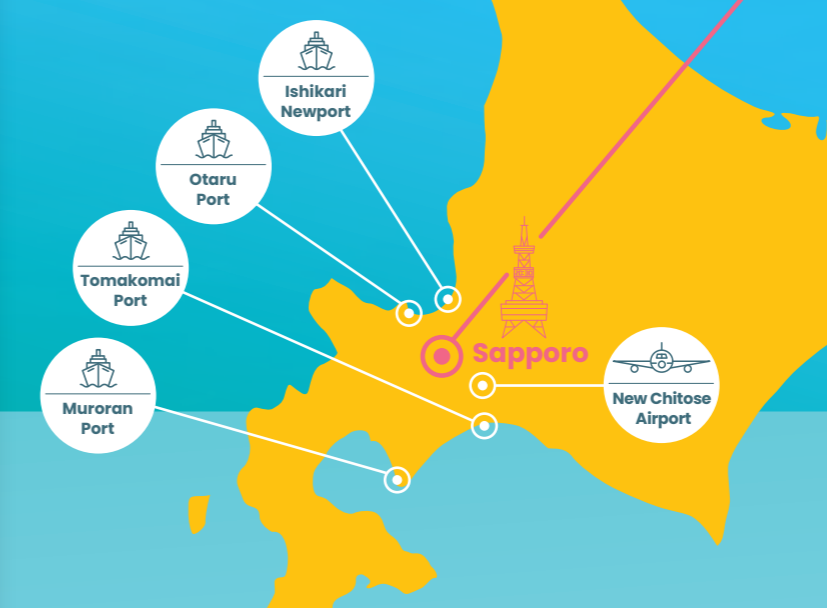 Ishikari
Newport
Otaru
Port
Tomakomai
Port
Muroran
Port
Sapporo
New Chitose
Airport